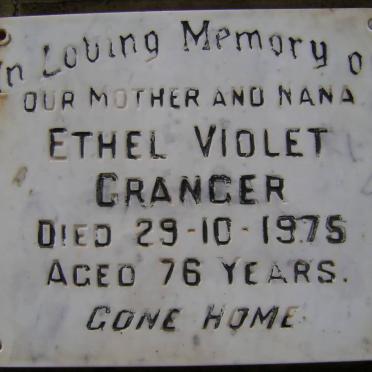 In Loving Memory of
OUR MOTHER AND NANA
ETHEL VIOLET
GRANGER
DIED 29-10-1975
AGED 76 YEARS.
GONE HOME